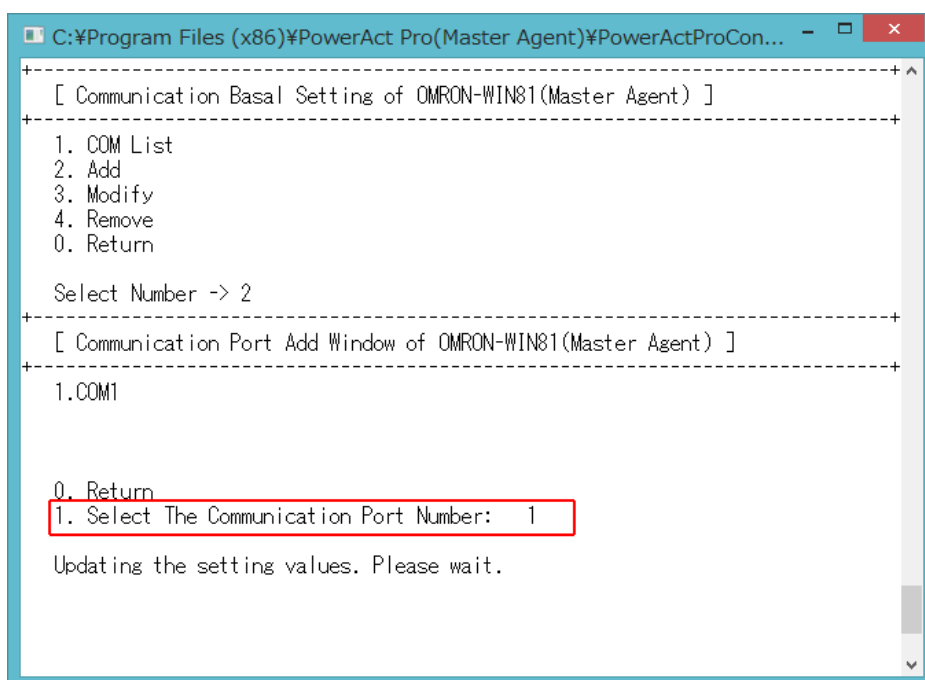 C:¥Program Files (x86)¥PowerAct Pro(Master Agent)¥PowerActProCon...
[ Communication Basal Setting of OMRON-WIN81(Master Agent) ]
1. COM List
2. Add
3. Modify
4. Remove
0. Return
Select Number -> 2
[ Communication Port Add Window of OMRON-WIN81(Master Agent) ]
1.COM1
0. Return
1. Select The Communication Port Number: 1
Updating the setting values. Please wait.